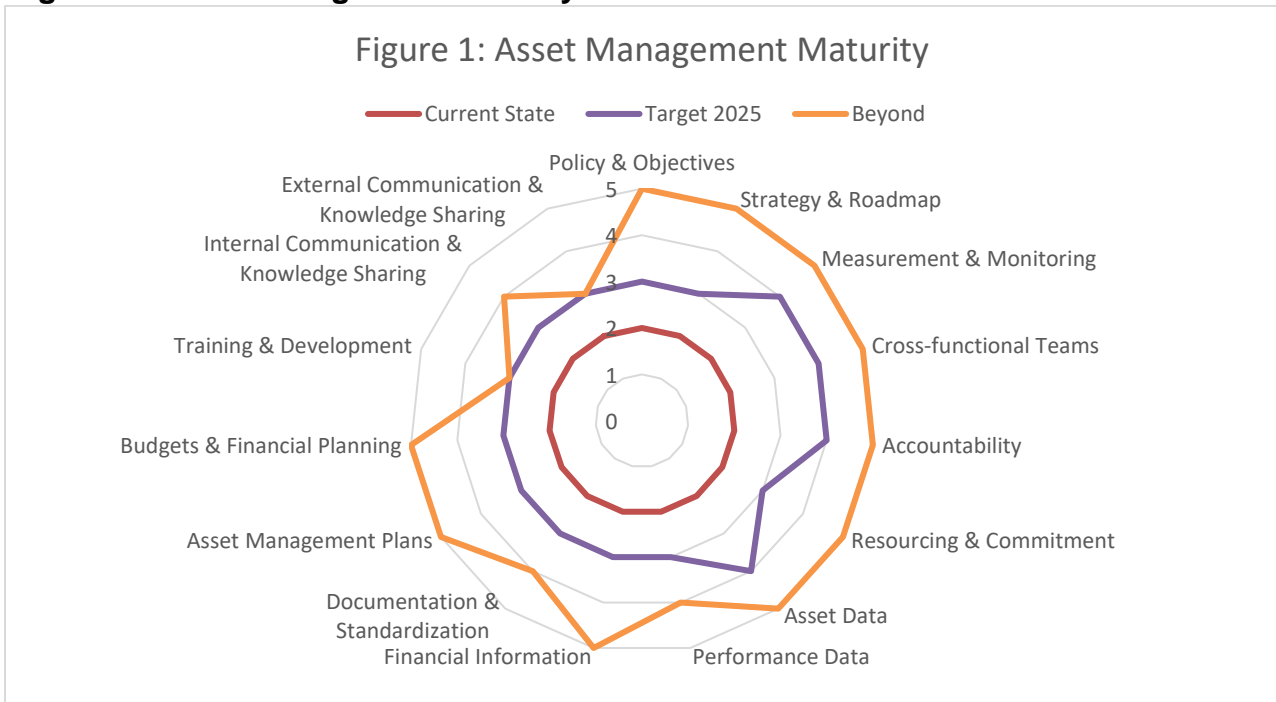 Figure 1: Asset Management Maturity
Current State
Target 2025
Beyond
Policy & Objectives
Strategy & Roadmap
Measurement & Monitoring
Cross-functional Teams
Accountability
Resourcing & Commitment
Asset Data
Performance Data
Financial Information
Documentation &
Standardization
Asset Management Plans
Budgets & Financial Planning
Training & Development
Internal Communication &
Knowledge Sharing
External Communication &
Knowledge Sharing
5
4
3
2
1
0